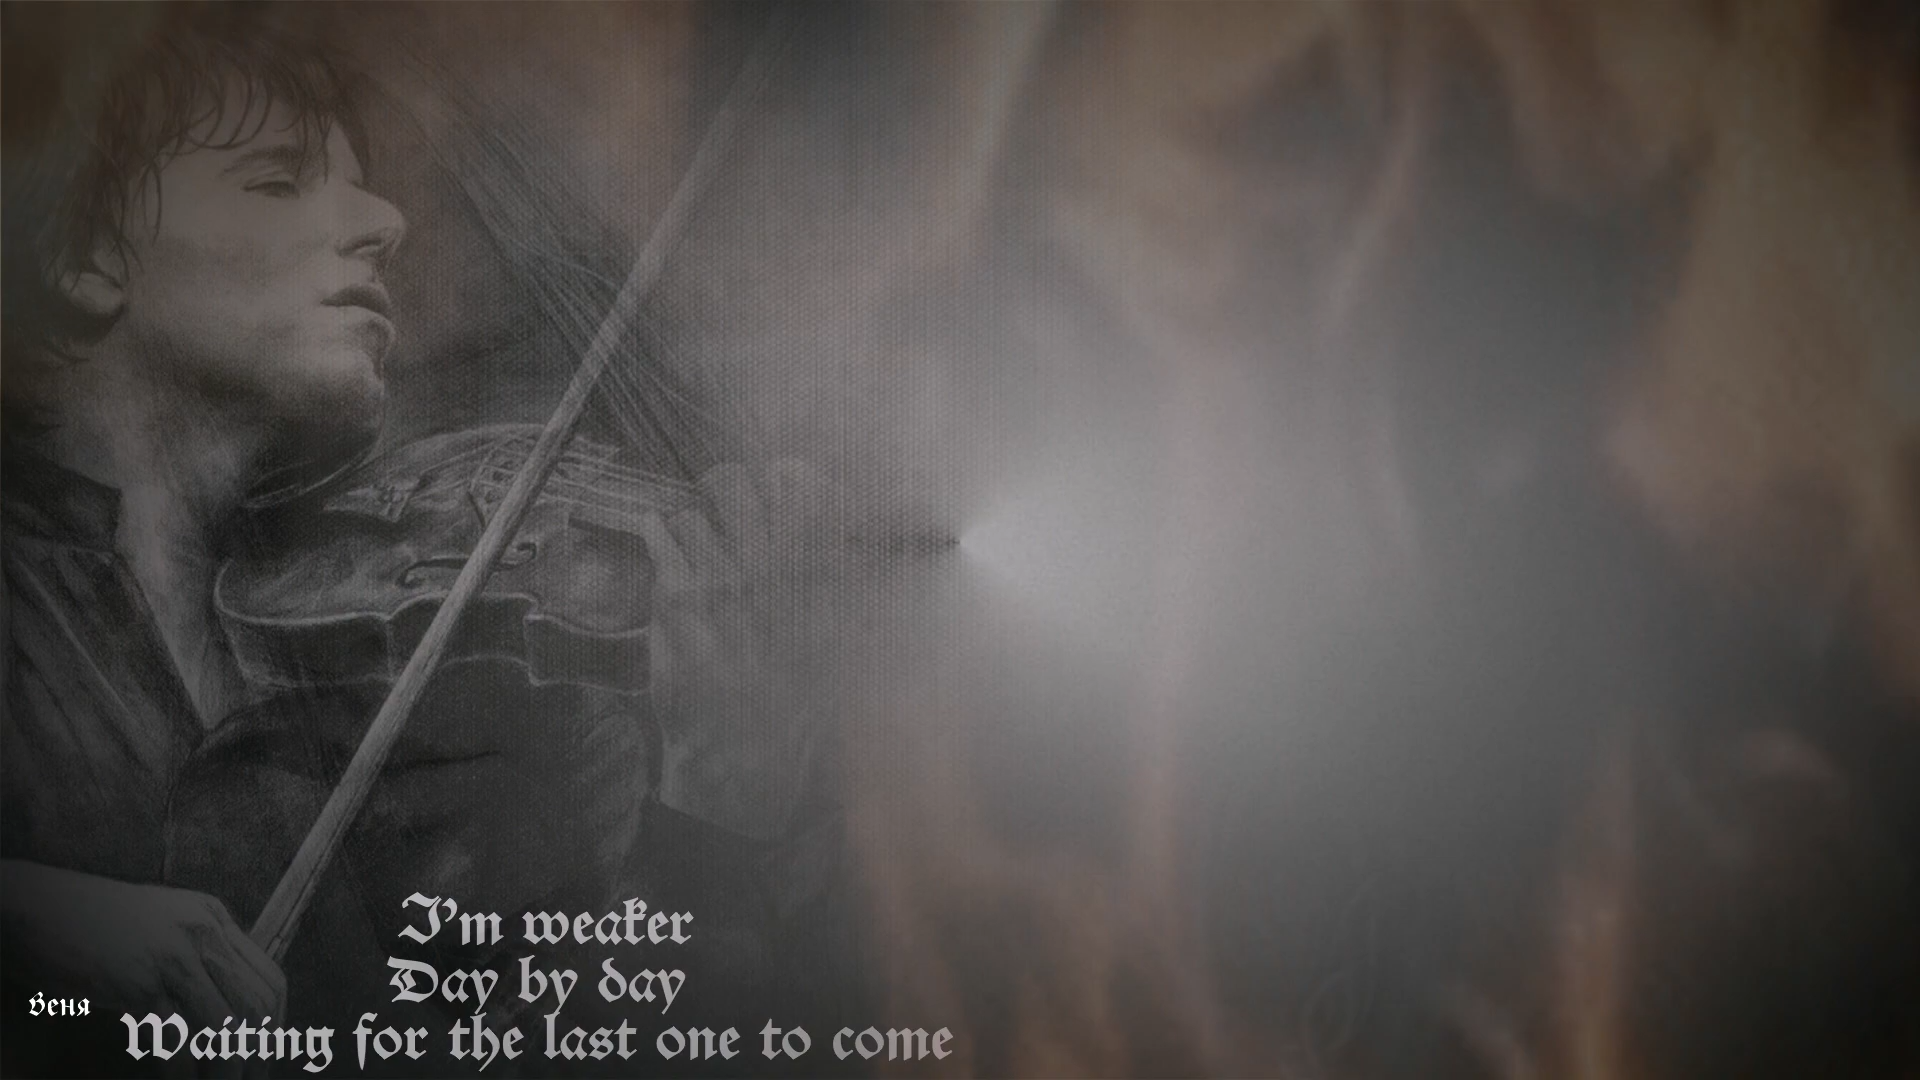 I'm weaker
Day by day
Веня
Waiting for the last one to come